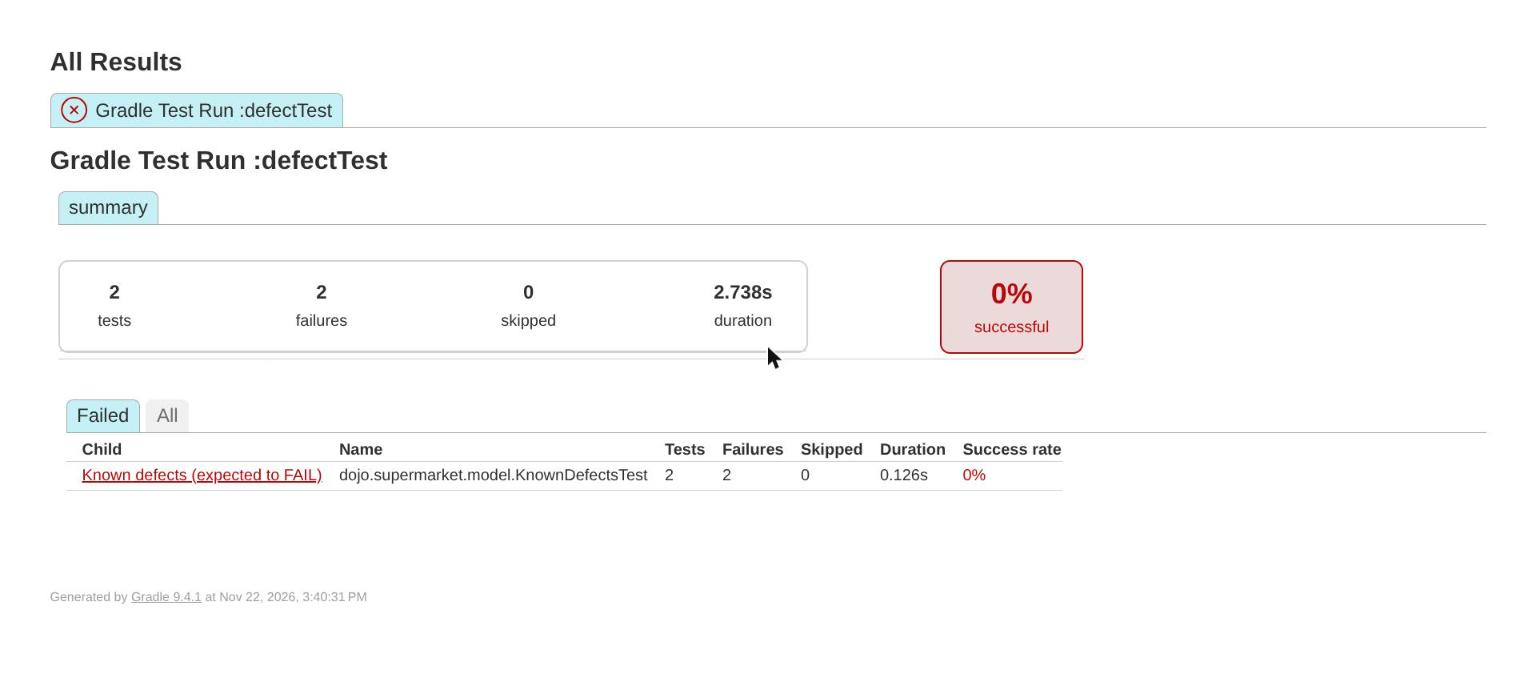 All Results
Gradle Test Run :defectTest
Gradle Test Run :defectTest
summary
2 2 0 2.738s 0%
tests failures skipped duration successful
Failed All
Child Name Tests Failures Skipped Duration Success rate
Known defects (expected to FAIL) dojo.supermarket.model.KnownDefectsTest 2 2 0 0.126s 0%
Generated by Gradle 9.4.1 at Nov 22, 2026, 3:40:31 PM